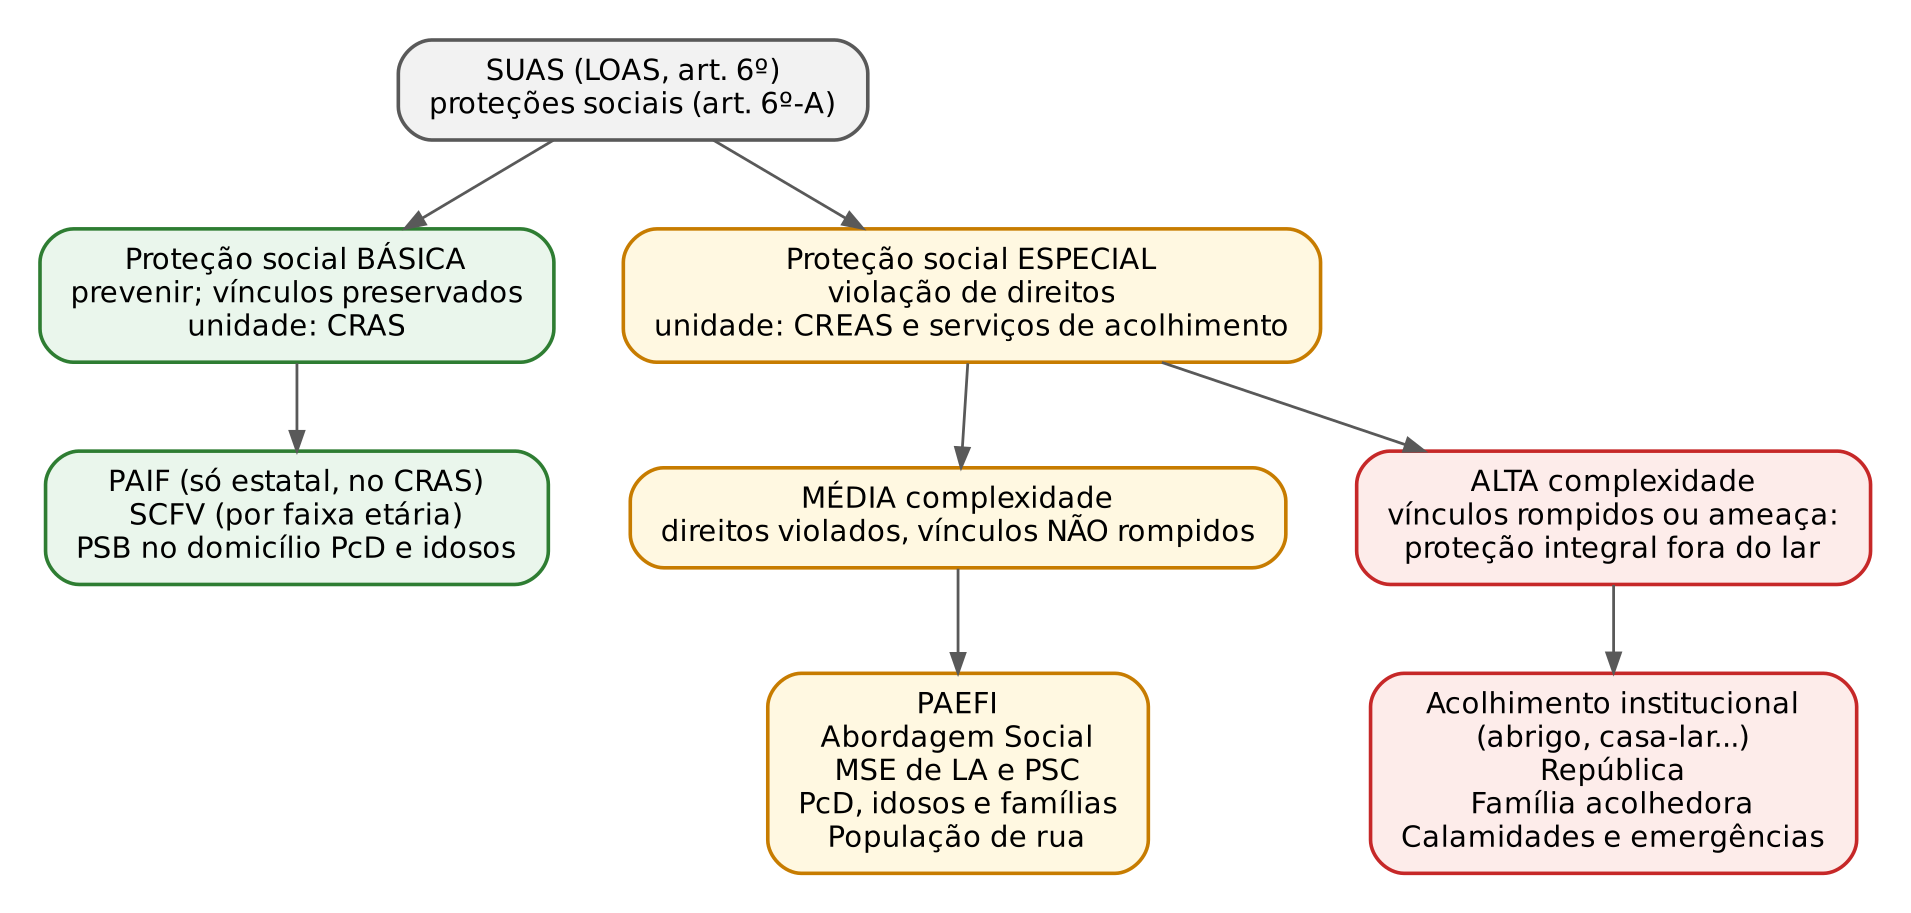 SUAS (LOAS, art. 6º)
proteções sociais (art. 6º-A)
Proteção social BÁSICA
prevenir; vínculos preservados
unidade: CRAS
Proteção social ESPECIAL
violação de direitos
unidade: CREAS e serviços de acolhimento
PAIF (só estatal, no CRAS)
SCFV (por faixa etária)
PSB no domicílio PcD e idosos
MÉDIA complexidade
direitos violados, vínculos NÃO rompidos
ALTA complexidade
vínculos rompidos ou ameaça:
proteção integral fora do lar
PAEFI
Abordagem Social
MSE de LA e PSC
PcD, idosos e famílias
População de rua
Acolhimento institucional
(abrigo, casa-lar...)
República
Família acolhedora
Calamidades e emergências